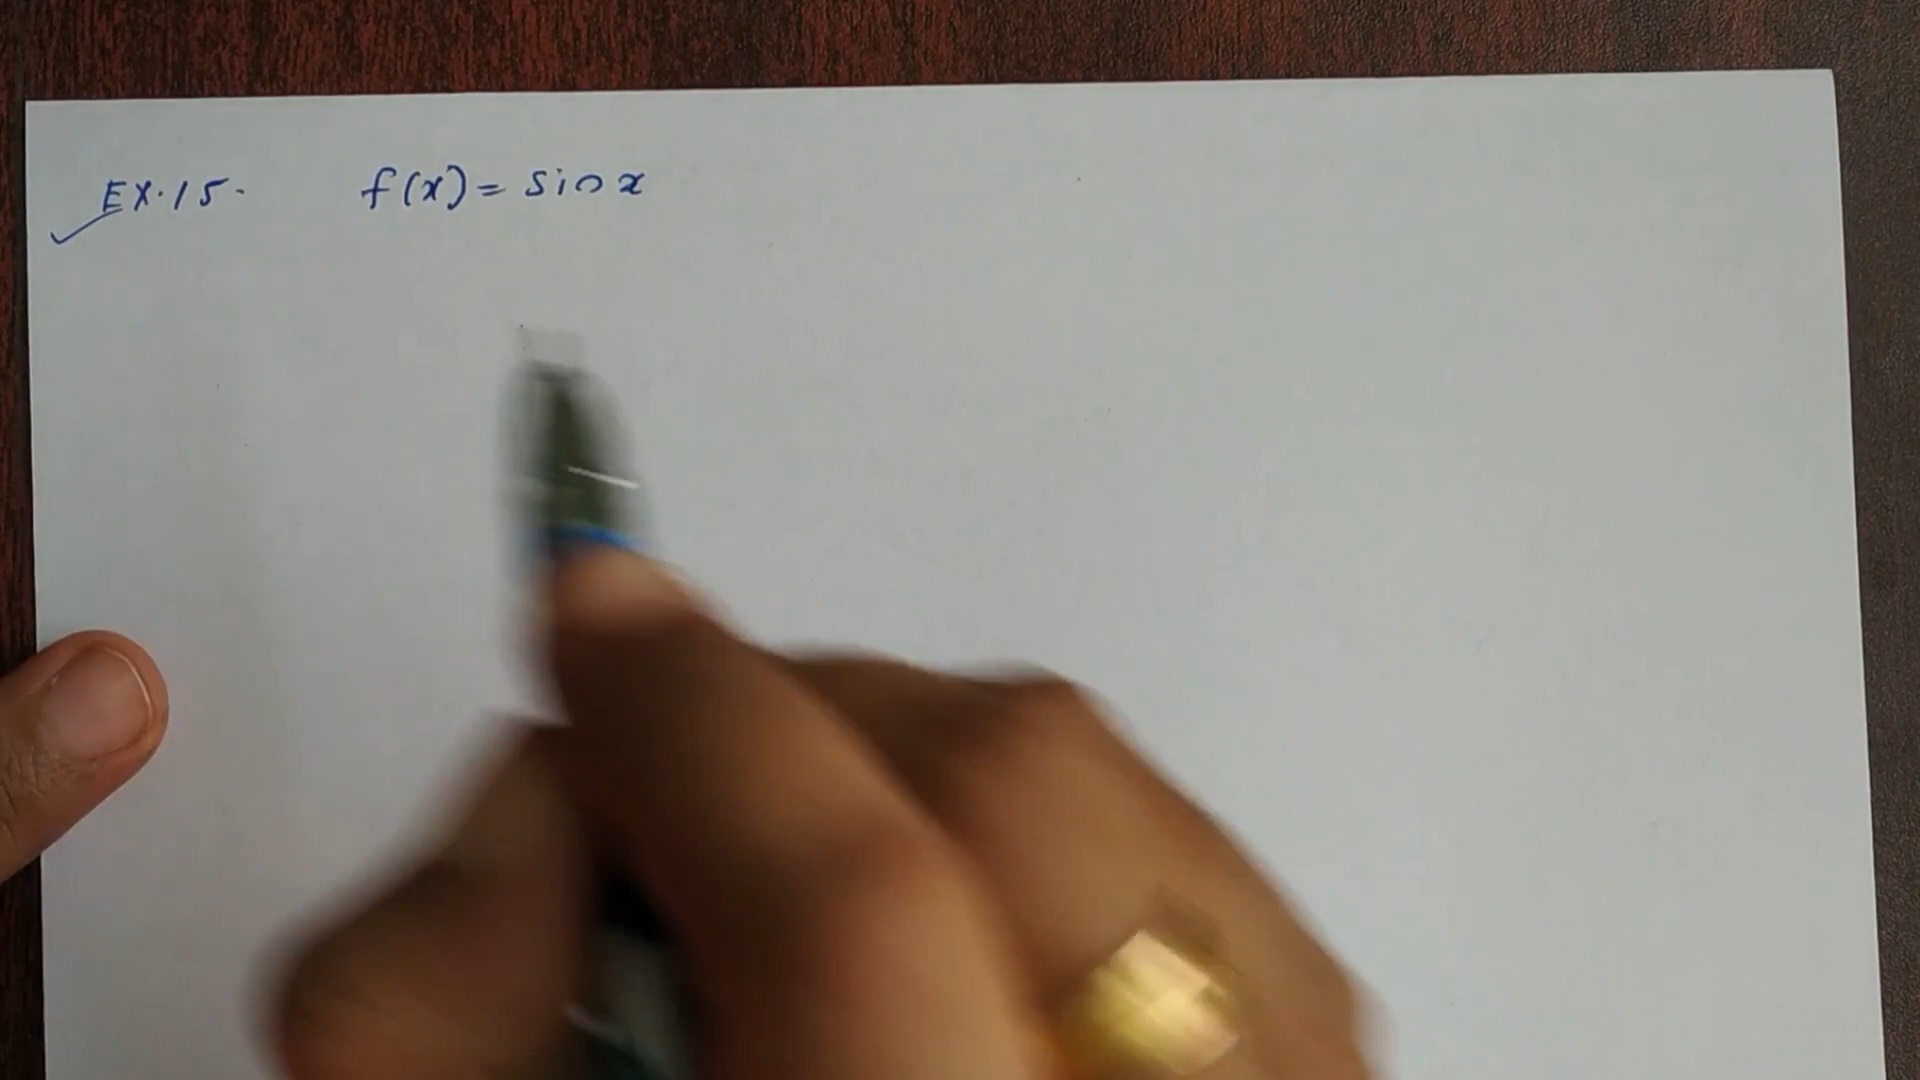 EX.15. f(x) = sin x